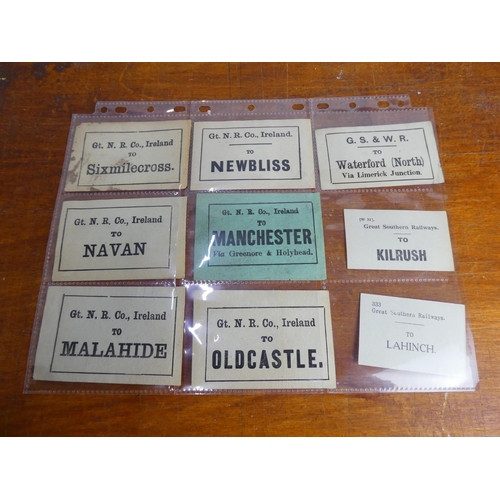 Gt. N. R. Co., Ireland.
TO
Sixmilecross.
Gt. N. R. Co., Ireland.
TO
NEWBLISS
G. S. & W. R.
TO
Waterford (North)
Via Limerick Junction.
Gt. N. R. Co., Ireland
TO
NAVAN
Gt. N. R. Co., Ireland
TO
MANCHESTER
Via Greenore & Holyhead.
Great Southern Railways.
TO
KILRUSH
Gt. N. R. Co., Ireland
TO
MALAHIDE
Gt. N. R. Co., Ireland
TO
OLDCASTLE.
Great Southern Railways.
TO
LAHINCH.